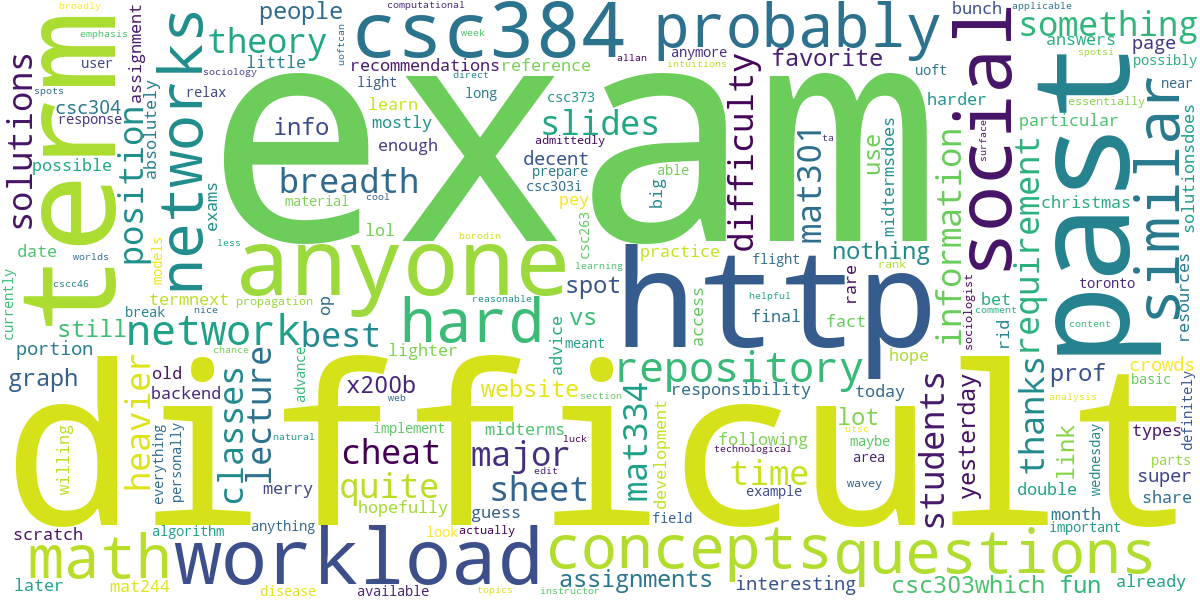 broadly
emphasis
user
spots
computational
week
uoftcan
people
theory
little
sociology
relax
light
csc384
recommendations
learn
mostly
enough
probably
allan
anymore
intuitions
reference
long
direct
favorite
uoft
bunch
applicable
something
answers
spotsi
page
possibly
near
term
networks
assignment
solutions
csc304
response
absolutely
position
possible
exams
date
exam
info
breadth
material
cool
csc373
slides
admittedly
decent
prepare
csc303i
able
big
difficulty
mat301
ta
use
midtermsdoes
harder
social
surface
particular
past
essentially
christmas
similar
solutionsdoes
resources
requirement
information
toronto
currently
worlds
cscc46
models
less
borodin
lol
anyone
pey
csc263
learning
practice
nothing
flight
rank
rare
access
spot
http
termnext
propagation
break
nice
reasonable
op
still
network
best
hard
vs
advice
meant
final
helpful
fact
hope
sociologist
bet
comment
rid
content
portion
chance
lighter
graph
old
backend
heavier
classes
lecture
advance
x200b
web
website
section
repository
responsibility
today
prof
crowds
basic
thanks
link
yesterday
students
analysis
definitely
types
difficult
willing
everything
personally
natural
implement
midterms
luck
cheat
major
mat334
development
lot
following
utsc
maybe
technological
area
time
example
wavey
super
parts
wednesday
double
share
merry
quite
edit
sheet
hopefully
guess
field
month
important
scratch
algorithm
anything
look
actually
math
workload
concepts
questions
later
mat244
disease
available
topics
instructor
assignments
interesting
csc303which
fun
already